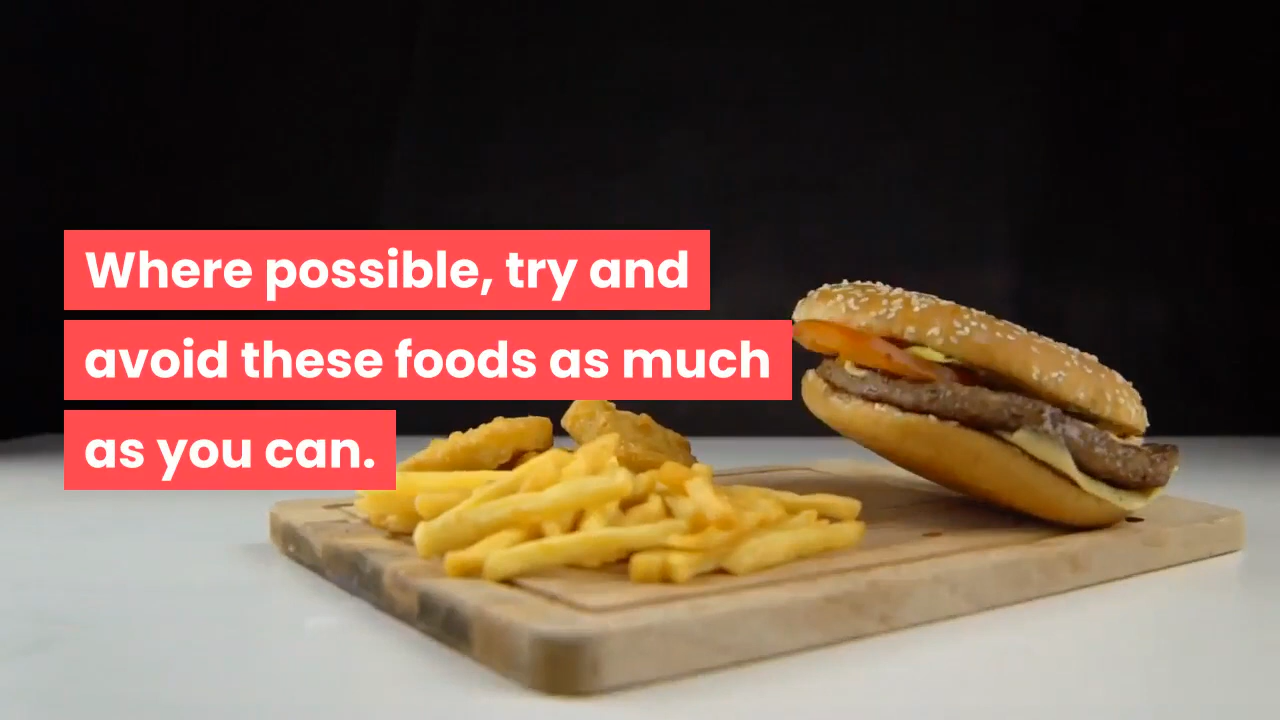 Where possible, try and
avoid these foods as much
as you can.